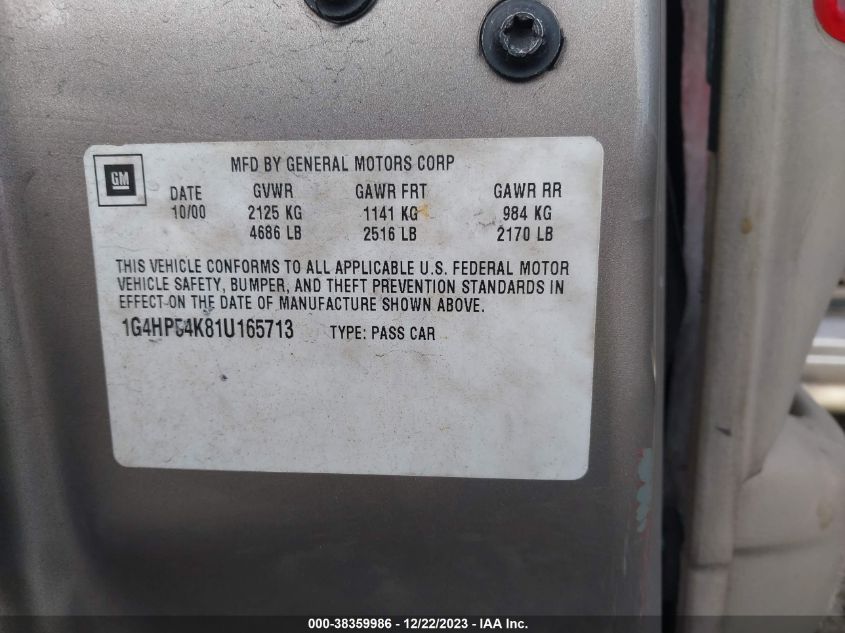 GM
MFD BY GENERAL MOTORS CORP
DATE GVWR GAWR FRT GAWR RR
10/00 2125 KG 1141 KG 984 KG
4686 LB 2516 LB 2170 LB
THIS VEHICLE CONFORMS TO ALL APPLICABLE U.S. FEDERAL MOTOR
VEHICLE SAFETY, BUMPER, AND THEFT PREVENTION STANDARDS IN
EFFECT ON THE DATE OF MANUFACTURE SHOWN ABOVE.
1G4HP54K81U165713 TYPE: PASS CAR
000-38359986 - 12/22/2023 - IAA Inc.